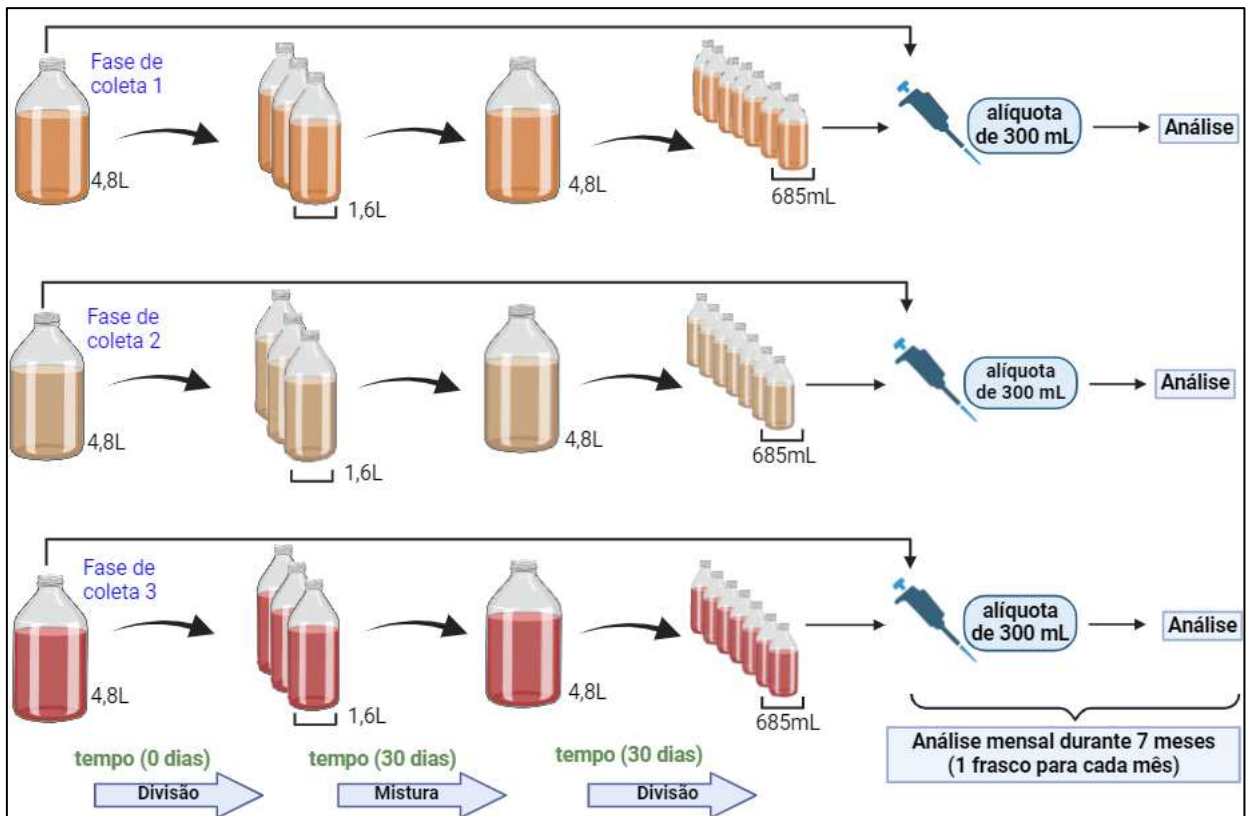 Fase de
coleta 1
4,8L
1,6L
4,8L
685mL
alíquota
de 300 mL
Análise
Fase de
coleta 2
4,8L
1,6L
4,8L
685mL
alíquota
de 300 mL
Análise
Fase de
coleta 3
4,8L
1,6L
4,8L
685mL
alíquota
de 300 mL
Análise
tempo (0 dias)
Divisão
tempo (30 dias)
Mistura
tempo (30 dias)
Divisão
Análise mensal durante 7 meses
(1 frasco para cada mês)